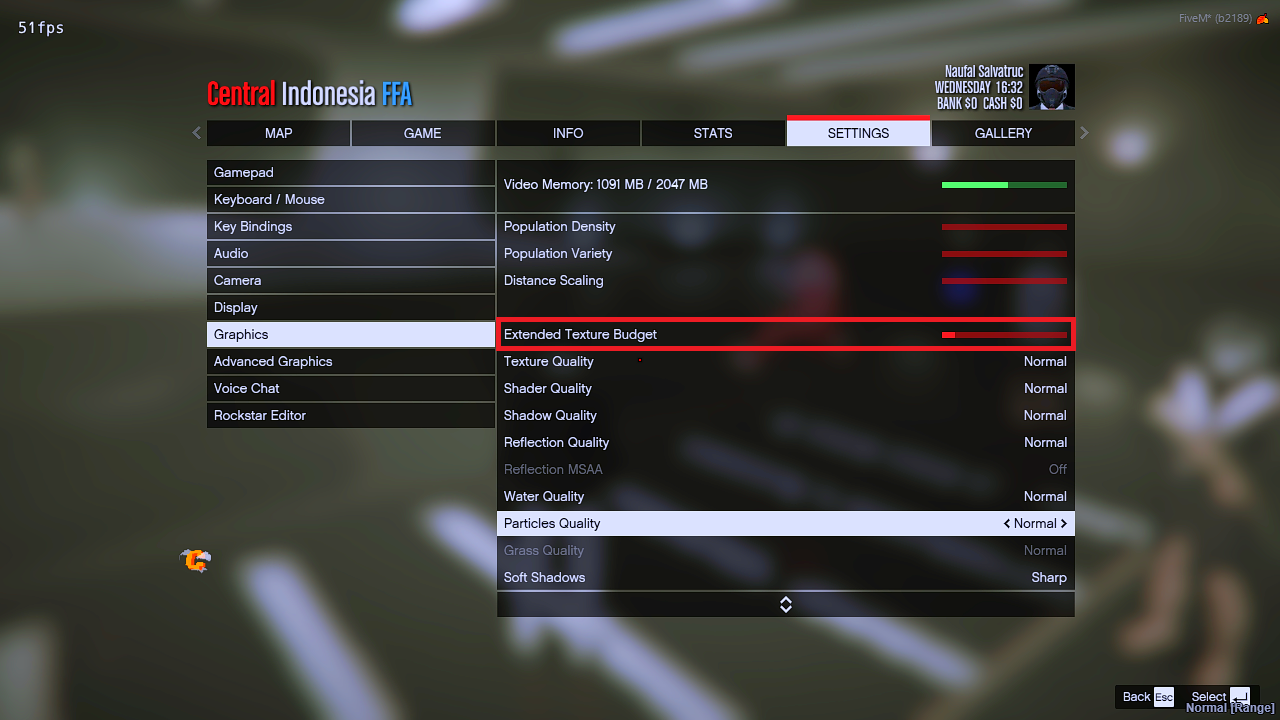 51fps
FiveM* (b2189)
Central Indonesia FFA
Naufal Salvatruc
WEDNESDAY 16:32
BANK $0 CASH $0
MAP GAME INFO STATS SETTINGS GALLERY
Gamepad
Keyboard / Mouse
Key Bindings
Audio
Camera
Display
Graphics
Advanced Graphics
Voice Chat
Rockstar Editor
Video Memory: 1091 MB / 2047 MB
Population Density
Population Variety
Distance Scaling
Extended Texture Budget
Texture Quality Normal
Shader Quality Normal
Shadow Quality Normal
Reflection Quality Normal
Reflection MSAA Off
Water Quality Normal
Particles Quality < Normal >
Grass Quality Normal
Soft Shadows Sharp
Back Esc Select
Normal [Range]